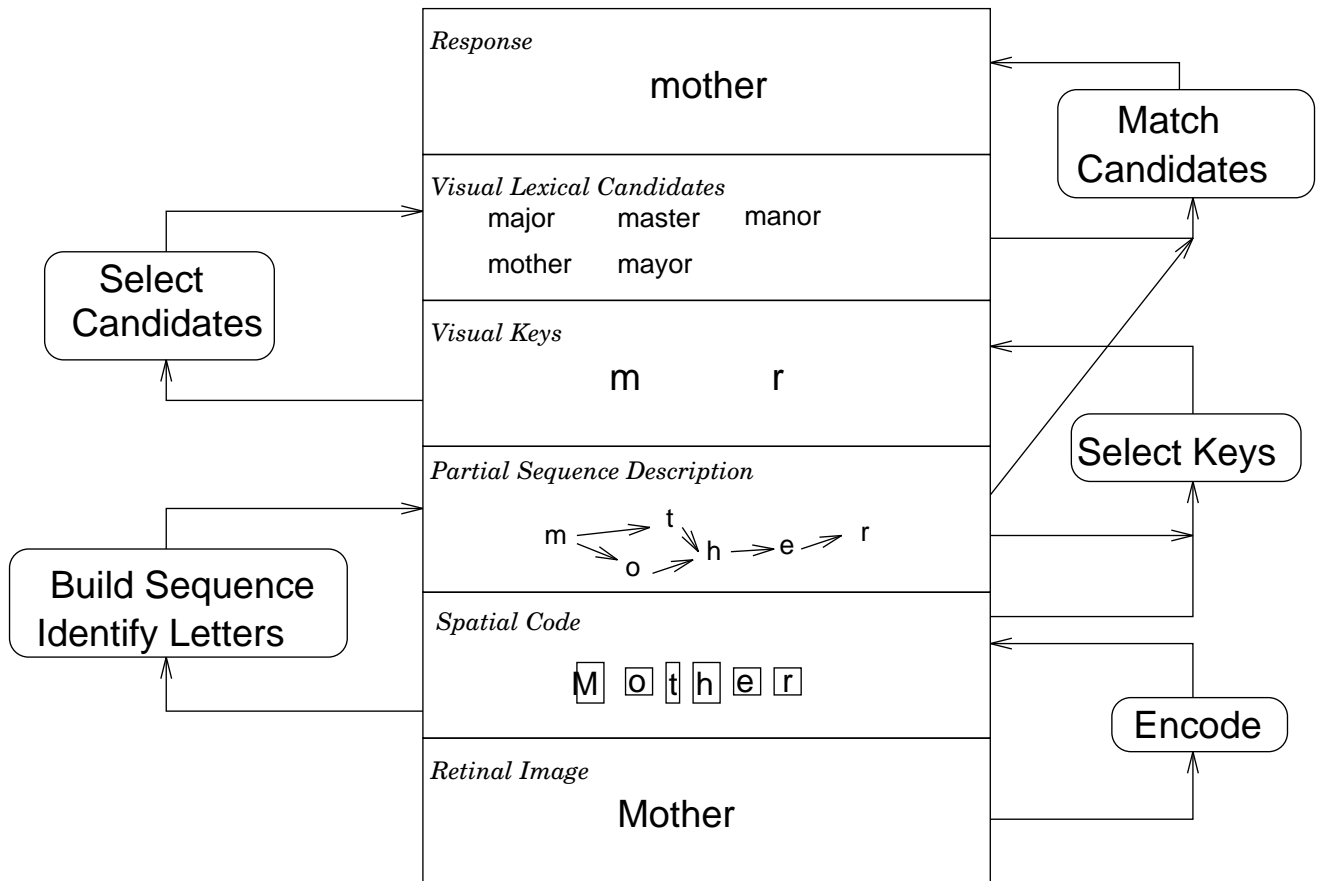 Response
mother
Match
Candidates
Visual Lexical Candidates
major master manor
mother mayor
Select
Candidates
Visual Keys
m r
Select Keys
Partial Sequence Description
m t o h e r
Build Sequence
Identify Letters
Spatial Code
M o t h e r
Encode
Retinal Image
Mother